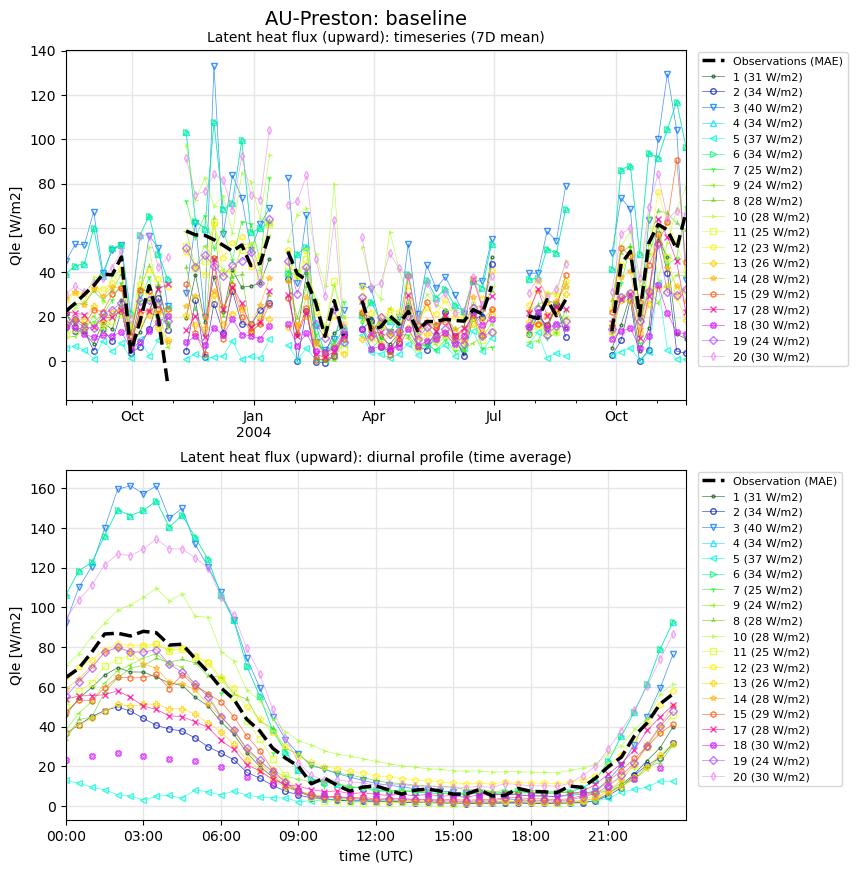 AU-Preston: baseline
Latent heat flux (upward): timeseries (7D mean)
Qle [W/m2]
140
120
100
80
60
40
20
0
Oct
Jan
2004
Apr
Jul
Oct
Observations (MAE)
1 (31 W/m2)
2 (34 W/m2)
3 (40 W/m2)
4 (34 W/m2)
5 (37 W/m2)
6 (34 W/m2)
7 (25 W/m2)
9 (24 W/m2)
8 (28 W/m2)
10 (28 W/m2)
11 (25 W/m2)
12 (23 W/m2)
13 (26 W/m2)
14 (28 W/m2)
15 (29 W/m2)
17 (28 W/m2)
18 (30 W/m2)
19 (24 W/m2)
20 (30 W/m2)
Latent heat flux (upward): diurnal profile (time average)
Qle [W/m2]
160
140
120
100
80
60
40
20
0
00:00
03:00
06:00
09:00
12:00
15:00
18:00
21:00
time (UTC)
Observation (MAE)
1 (31 W/m2)
2 (34 W/m2)
3 (40 W/m2)
4 (34 W/m2)
5 (37 W/m2)
6 (34 W/m2)
7 (25 W/m2)
9 (24 W/m2)
8 (28 W/m2)
10 (28 W/m2)
11 (25 W/m2)
12 (23 W/m2)
13 (26 W/m2)
14 (28 W/m2)
15 (29 W/m2)
17 (28 W/m2)
18 (30 W/m2)
19 (24 W/m2)
20 (30 W/m2)